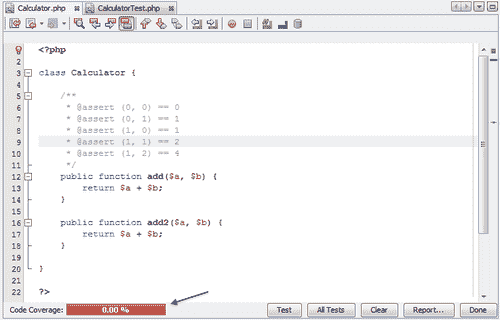 Calculator.php CalculatorTest.php
1 <?php
2
3 class Calculator {
4
5 /**
6 * @assert (0, 0) == 0
7 * @assert (0, 1) == 1
8 * @assert (1, 0) == 1
9 * @assert (1, 1) == 2
10 * @assert (1, 2) == 4
11 */
12 public function add($a, $b) {
13 return $a + $b;
14 }
15
16 public function add2($a, $b) {
17 return $a + $b;
18 }
19
20 }
21
22 ?>
Code Coverage: 0.00 % Test All Tests Clear Report... Done